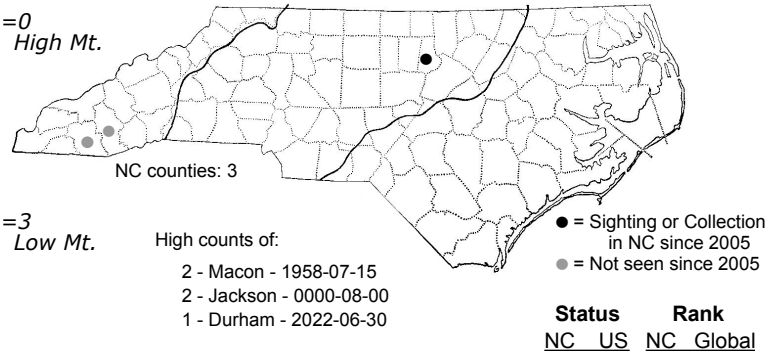 =0
High Mt.
NC counties: 3
=3
Low Mt.
High counts of:
2 - Macon - 1958-07-15
2 - Jackson - 0000-08-00
1 - Durham - 2022-06-30
● = Sighting or Collection
in NC since 2005
● = Not seen since 2005
Status Rank
NC US NC Global